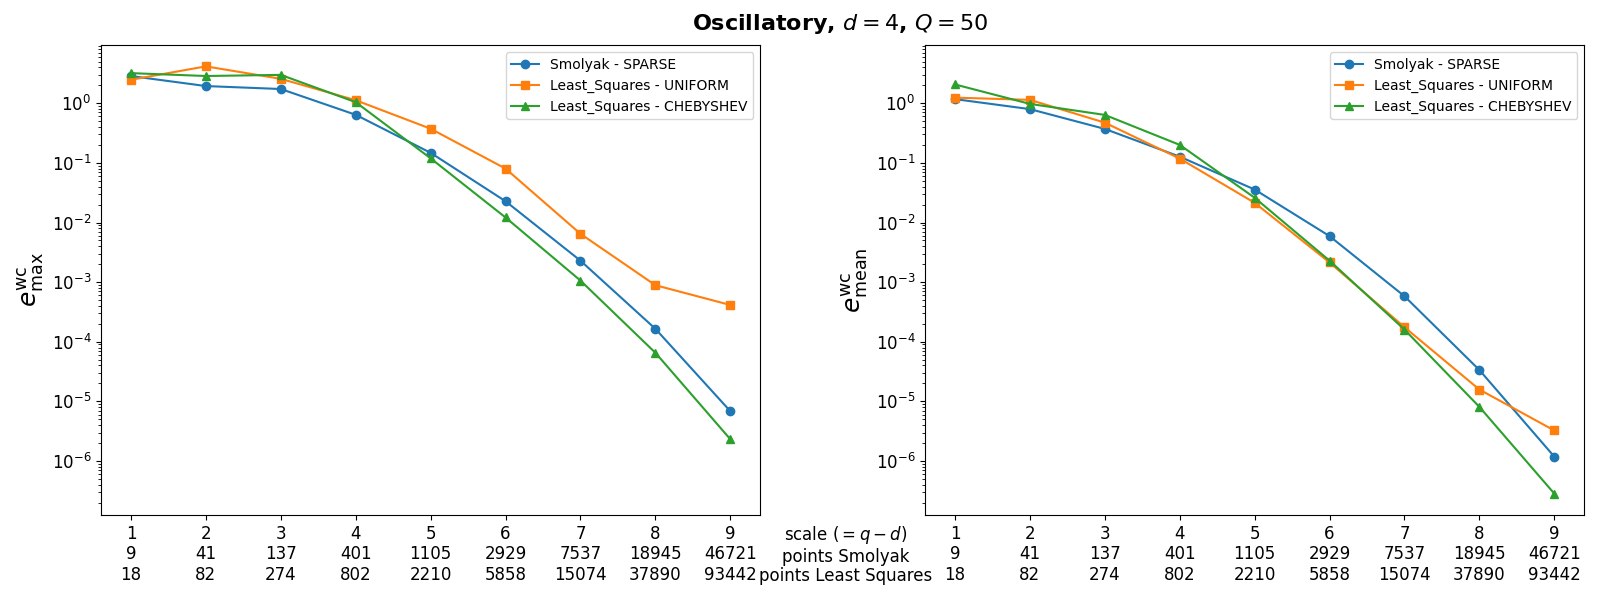 Oscillatory, d = 4, Q = 50
e^wc_max
10^0
10^−1
10^−2
10^−3
10^−4
10^−5
10^−6
Smolyak - SPARSE
Least_Squares - UNIFORM
Least_Squares - CHEBYSHEV
e^wc_mean
10^0
10^−1
10^−2
10^−3
10^−4
10^−5
10^−6
Smolyak - SPARSE
Least_Squares - UNIFORM
Least_Squares - CHEBYSHEV
1 2 3 4 5 6 7 8 9 scale (= q − d) 1 2 3 4 5 6 7 8 9
9 41 137 401 1105 2929 7537 18945 46721 points Smolyak 9 41 137 401 1105 2929 7537 18945 46721
18 82 274 802 2210 5858 15074 37890 93442 points Least Squares 18 82 274 802 2210 5858 15074 37890 93442